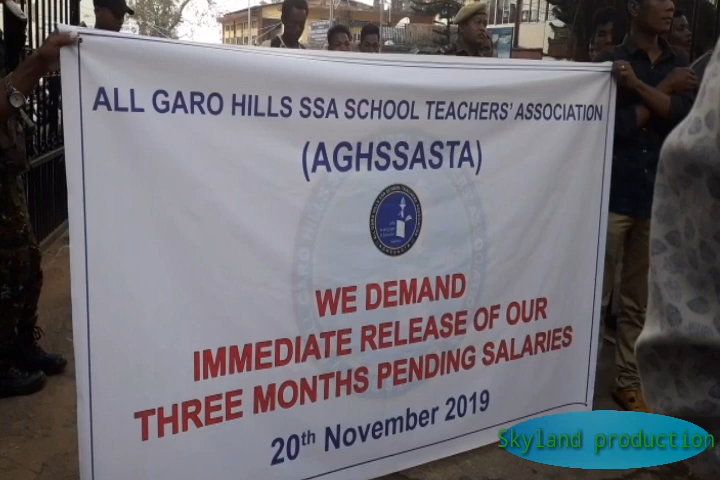 ALL GARO HILLS SSA SCHOOL TEACHERS' ASSOCIATION
(AGHSSASTA)
WE DEMAND
IMMEDIATE RELEASE OF OUR
THREE MONTHS PENDING SALARIES
20th November 2019
Skyland production